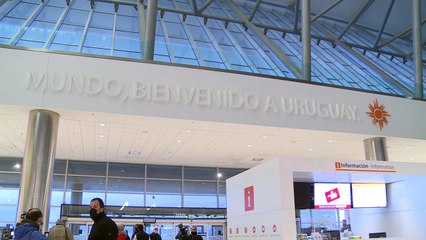 MUNDO, BIENVENIDO A URUGUAY.
i Información - Information
i